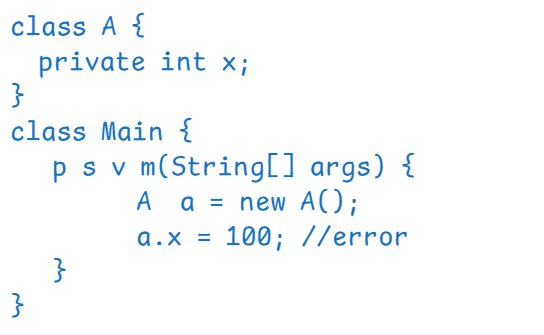 class A {
private int x;
}
class Main {
p s v m(String[] args) {
A a = new A();
a.x = 100; //error
}
}